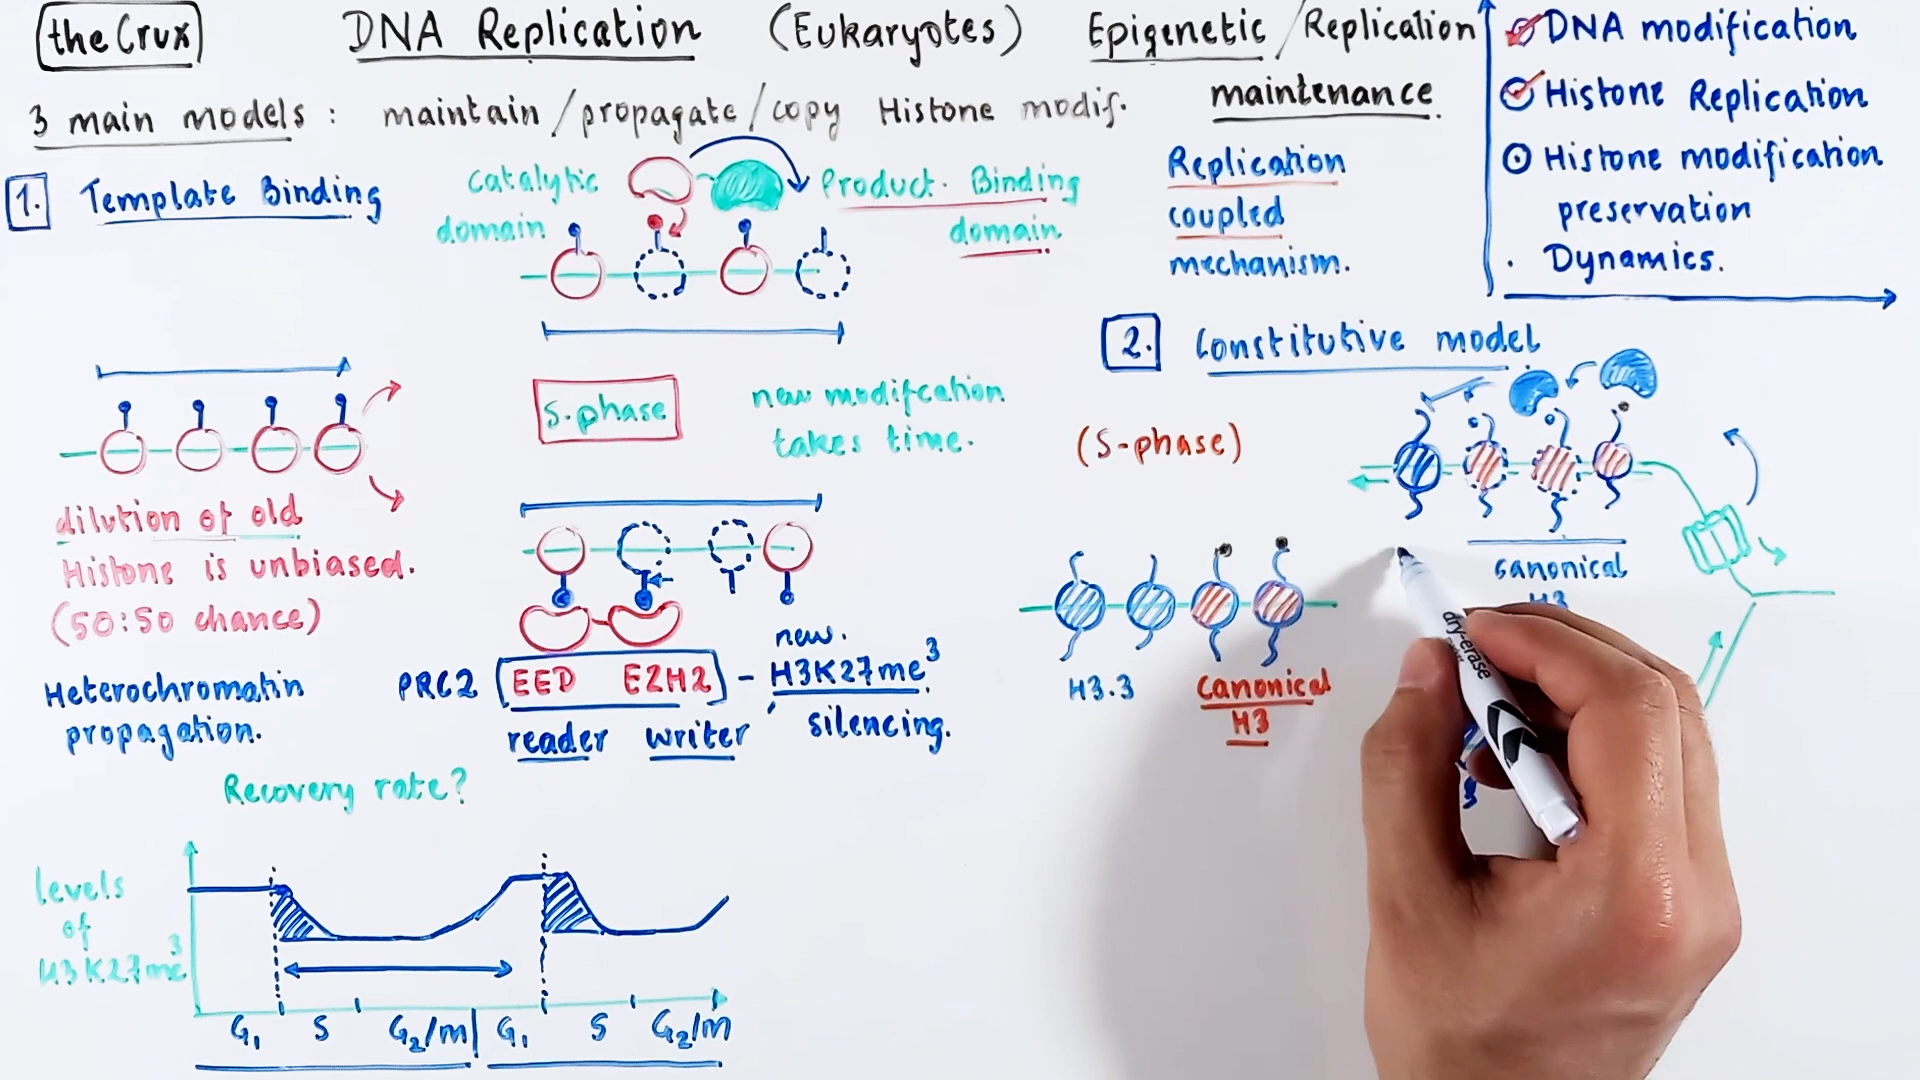 the Crux
DNA Replication (Eukaryotes) Epigenetic / Replication
maintenance.
DNA modification
Histone Replication
Histone modification
preservation
Dynamics.
3 main models : maintain / propagate / copy Histone modif.
1. Template Binding
Catalytic
domain
Product. Binding
domain
Replication
coupled
mechanism.
S-phase
new modifcation
takes time.
dilution of old
Histone is unbiased.
(50:50 chance)
Heterochromatin
propagation.
PRC2 EED EZH2 - new. H3K27me3
reader writer silencing.
Recovery rate?
levels
of
H3K27me3
G1 S G2/M G1 S G2/M
2. Constitutive model
(S-phase)
canonical
H3
H3.3
Canonical
H3
dry-erase